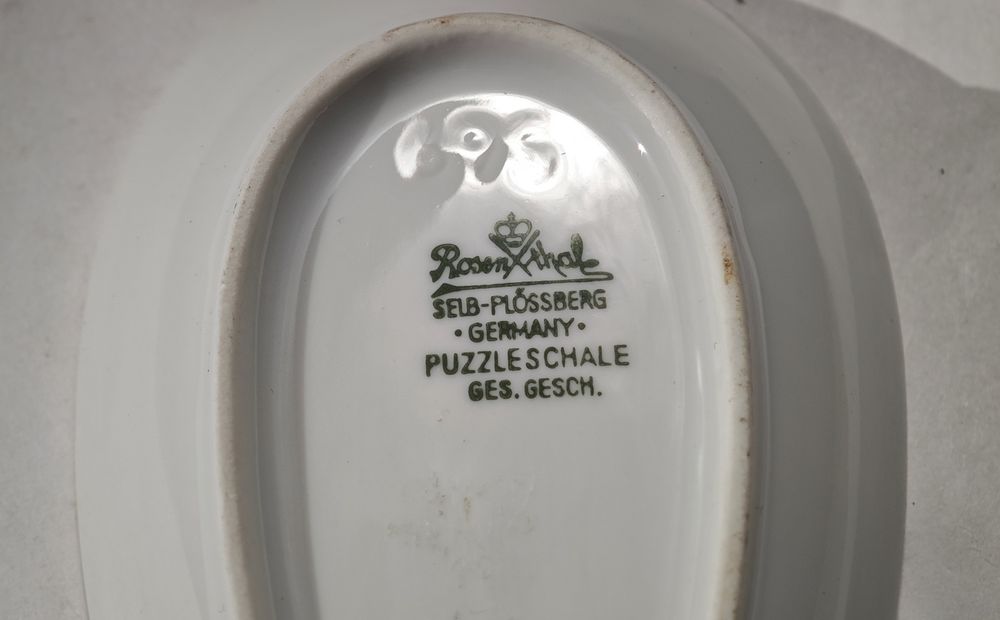 Rosenthal
SELB-PLÖSSBERG
• GERMANY •
PUZZLESCHALE
GES. GESCH.